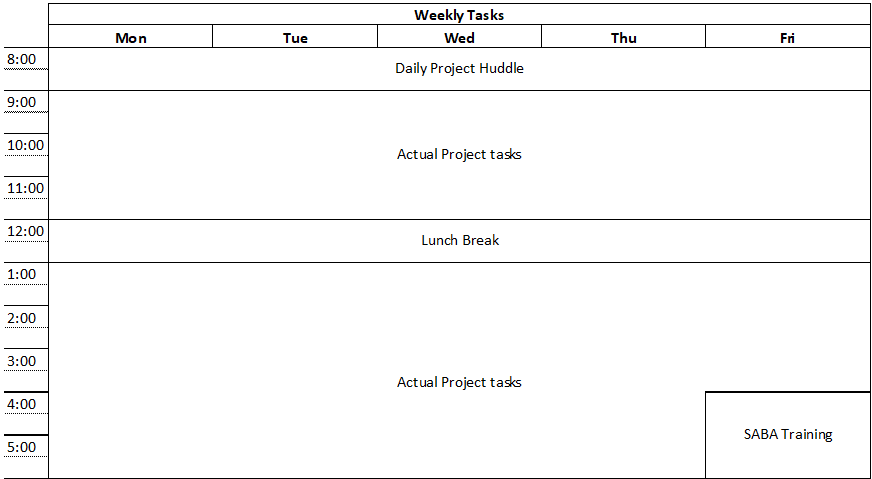 Weekly Tasks
Mon Tue Wed Thu Fri
8:00
Daily Project Huddle
9:00
10:00
Actual Project tasks
11:00
12:00
Lunch Break
1:00
2:00
3:00
Actual Project tasks
4:00
SABA Training
5:00